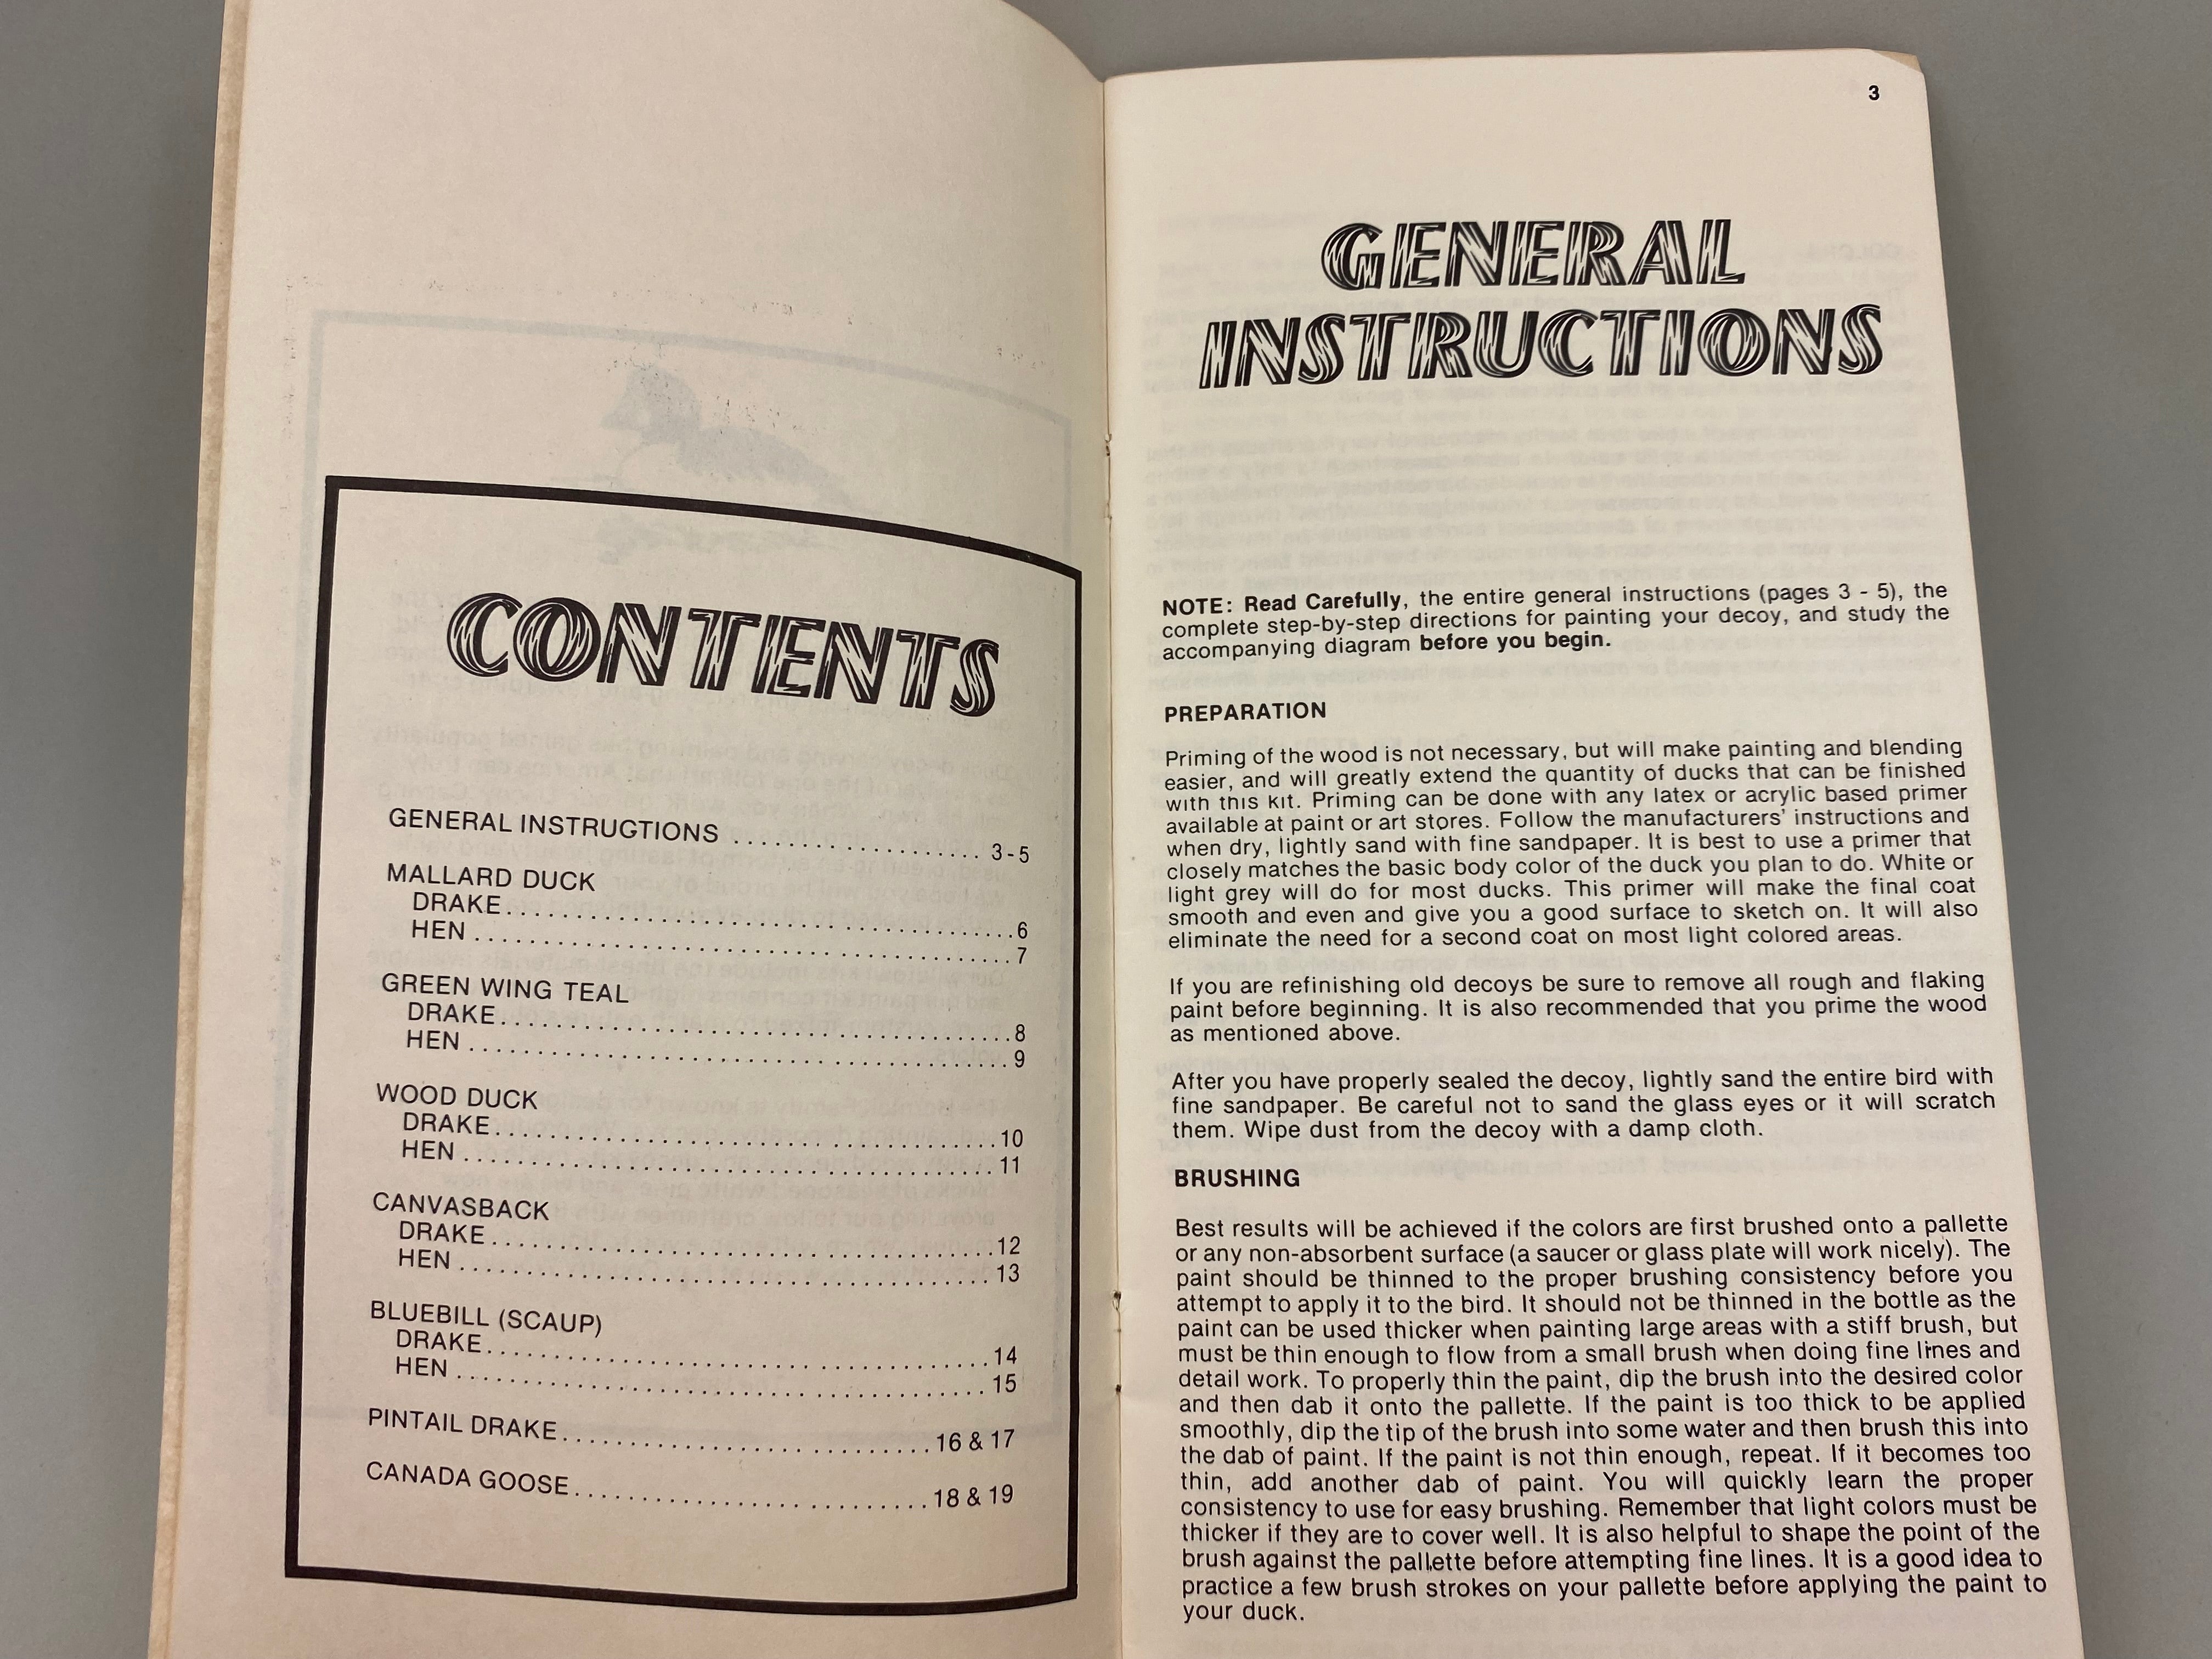 CONTENTS
GENERAL INSTRUGTIONS .................... 3-5
MALLARD DUCK
DRAKE....................................6
HEN ......................................7
GREEN WING TEAL
DRAKE....................................8
HEN ......................................9
WOOD DUCK
DRAKE....................................10
HEN ......................................11
CANVASBACK
DRAKE....................................12
HEN ......................................13
BLUEBILL (SCAUP)
DRAKE....................................14
HEN ......................................15
PINTAIL DRAKE...........................16 & 17
CANADA GOOSE..........................18 & 19
3
GENERAL
INSTRUCTIONS
NOTE: Read Carefully, the entire general instructions (pages 3 - 5), the
complete step-by-step directions for painting your decoy, and study the
accompanying diagram before you begin.
PREPARATION
Priming of the wood is not necessary, but will make painting and blending
easier, and will greatly extend the quantity of ducks that can be finished
with this kit. Priming can be done with any latex or acrylic based primer
available at paint or art stores. Follow the manufacturers' instructions and
when dry, lightly sand with fine sandpaper. It is best to use a primer that
closely matches the basic body color of the duck you plan to do. White or
light grey will do for most ducks. This primer will make the final coat
smooth and even and give you a good surface to sketch on. It will also
eliminate the need for a second coat on most light colored areas.
If you are refinishing old decoys be sure to remove all rough and flaking
paint before beginning. It is also recommended that you prime the wood
as mentioned above.
After you have properly sealed the decoy, lightly sand the entire bird with
fine sandpaper. Be careful not to sand the glass eyes or it will scratch
them. Wipe dust from the decoy with a damp cloth.
BRUSHING
Best results will be achieved if the colors are first brushed onto a pallette
or any non-absorbent surface (a saucer or glass plate will work nicely). The
paint should be thinned to the proper brushing consistency before you
attempt to apply it to the bird. It should not be thinned in the bottle as the
paint can be used thicker when painting large areas with a stiff brush, but
must be thin enough to flow from a small brush when doing fine lines and
detail work. To properly thin the paint, dip the brush into the desired color
and then dab it onto the pallette. If the paint is too thick to be applied
smoothly, dip the tip of the brush into some water and then brush this into
the dab of paint. If the paint is not thin enough, repeat. If it becomes too
thin, add another dab of paint. You will quickly learn the proper
consistency to use for easy brushing. Remember that light colors must be
thicker if they are to cover well. It is also helpful to shape the point of the
brush against the pallette before attempting fine lines. It is a good idea to
practice a few brush strokes on your pallette before applying the paint to
your duck.